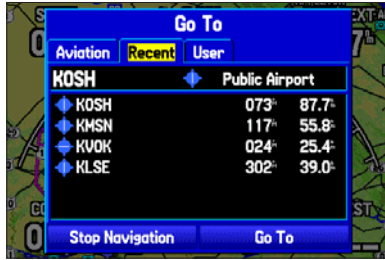 Go To
Aviation Recent User
KOSH Public Airport
KOSH 073° 87.7
KMSN 117° 55.8
KVOK 024° 25.4
KLSE 302° 39.0
Stop Navigation Go To